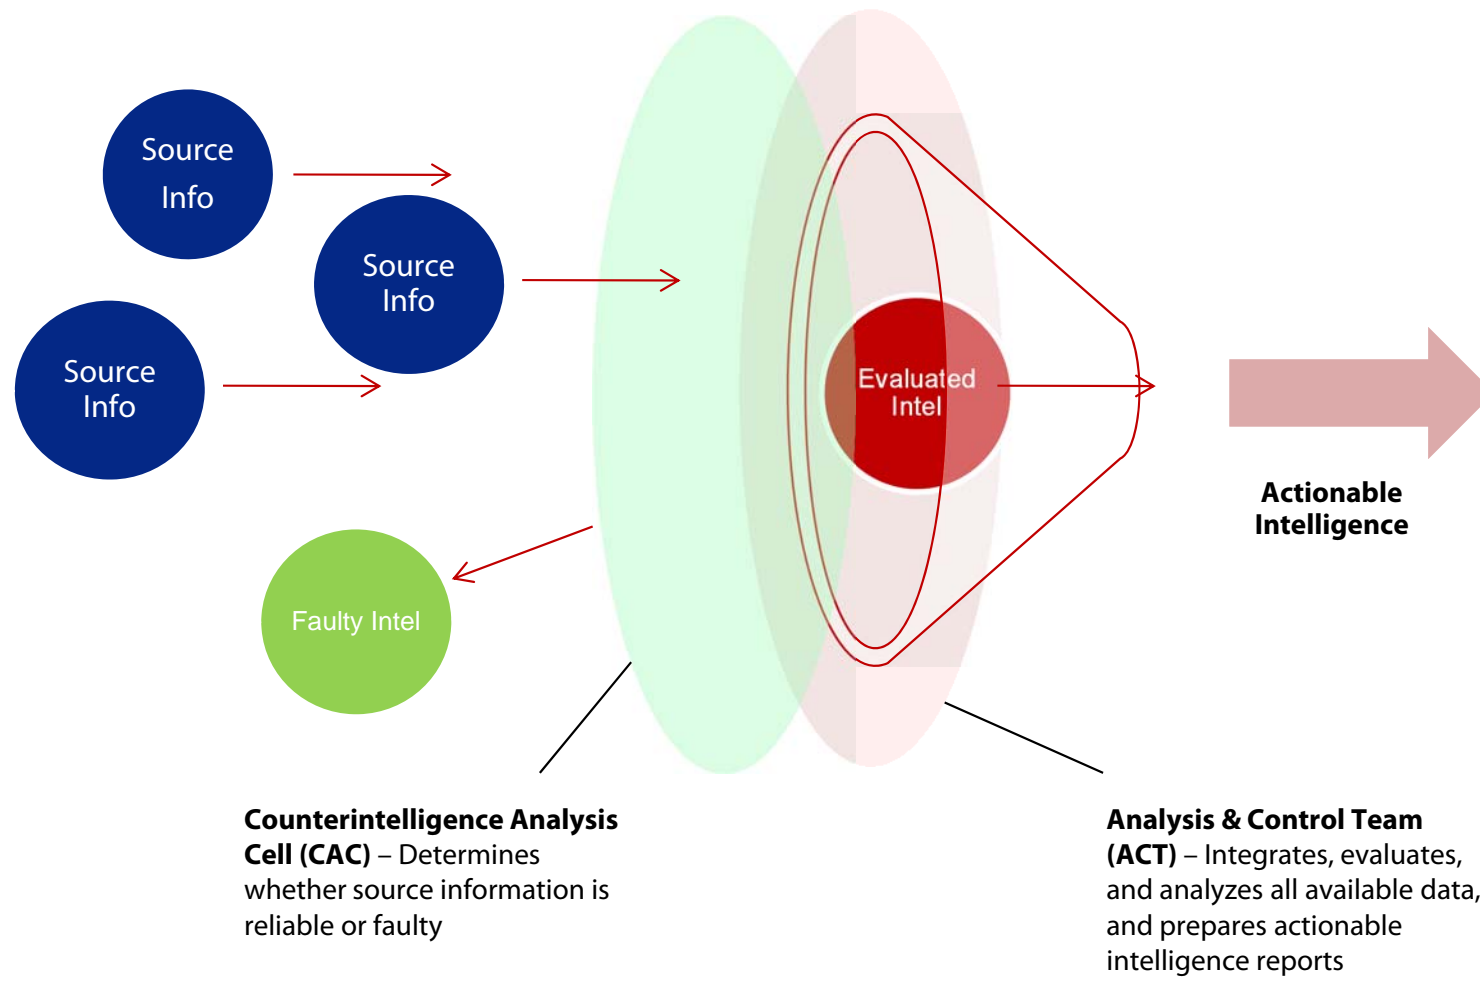 Source
Info
Source
Info
Source
Info
Evaluated
Intel
Actionable
Intelligence
Faulty Intel
Counterintelligence Analysis
Cell (CAC) – Determines
whether source information is
reliable or faulty
Analysis & Control Team
(ACT) – Integrates, evaluates,
and analyzes all available data,
and prepares actionable
intelligence reports